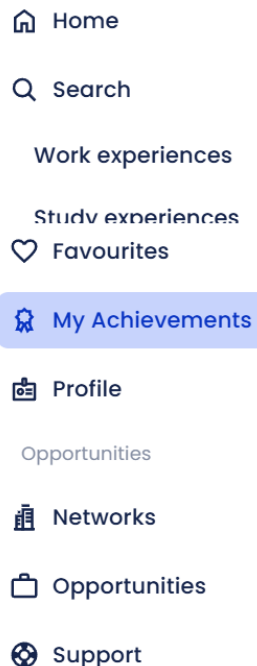 Home
Search
Work experiences
Study experiences
Favourites
My Achievements
Profile
Opportunities
Networks
Opportunities
Support